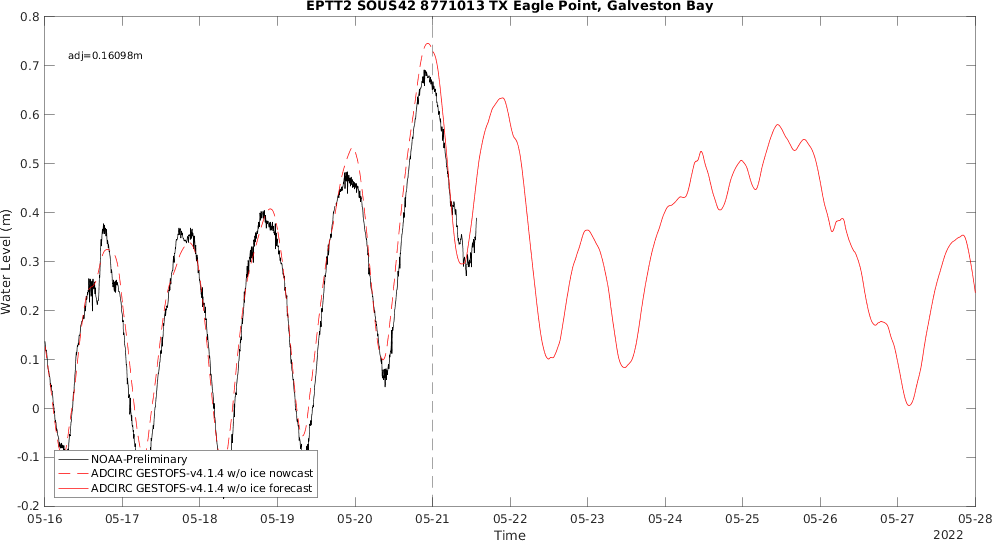 EPTT2 SOUS42 8771013 TX Eagle Point, Galveston Bay
adj=0.16098m
0.8
0.7
0.6
0.5
0.4
0.3
0.2
0.1
0
-0.1
-0.2
Water Level (m)
NOAA-Preliminary
ADCIRC GESTOFS-v4.1.4 w/o ice nowcast
ADCIRC GESTOFS-v4.1.4 w/o ice forecast
05-16 05-17 05-18 05-19 05-20 05-21 05-22 05-23 05-24 05-25 05-26 05-27 05-28
Time
2022